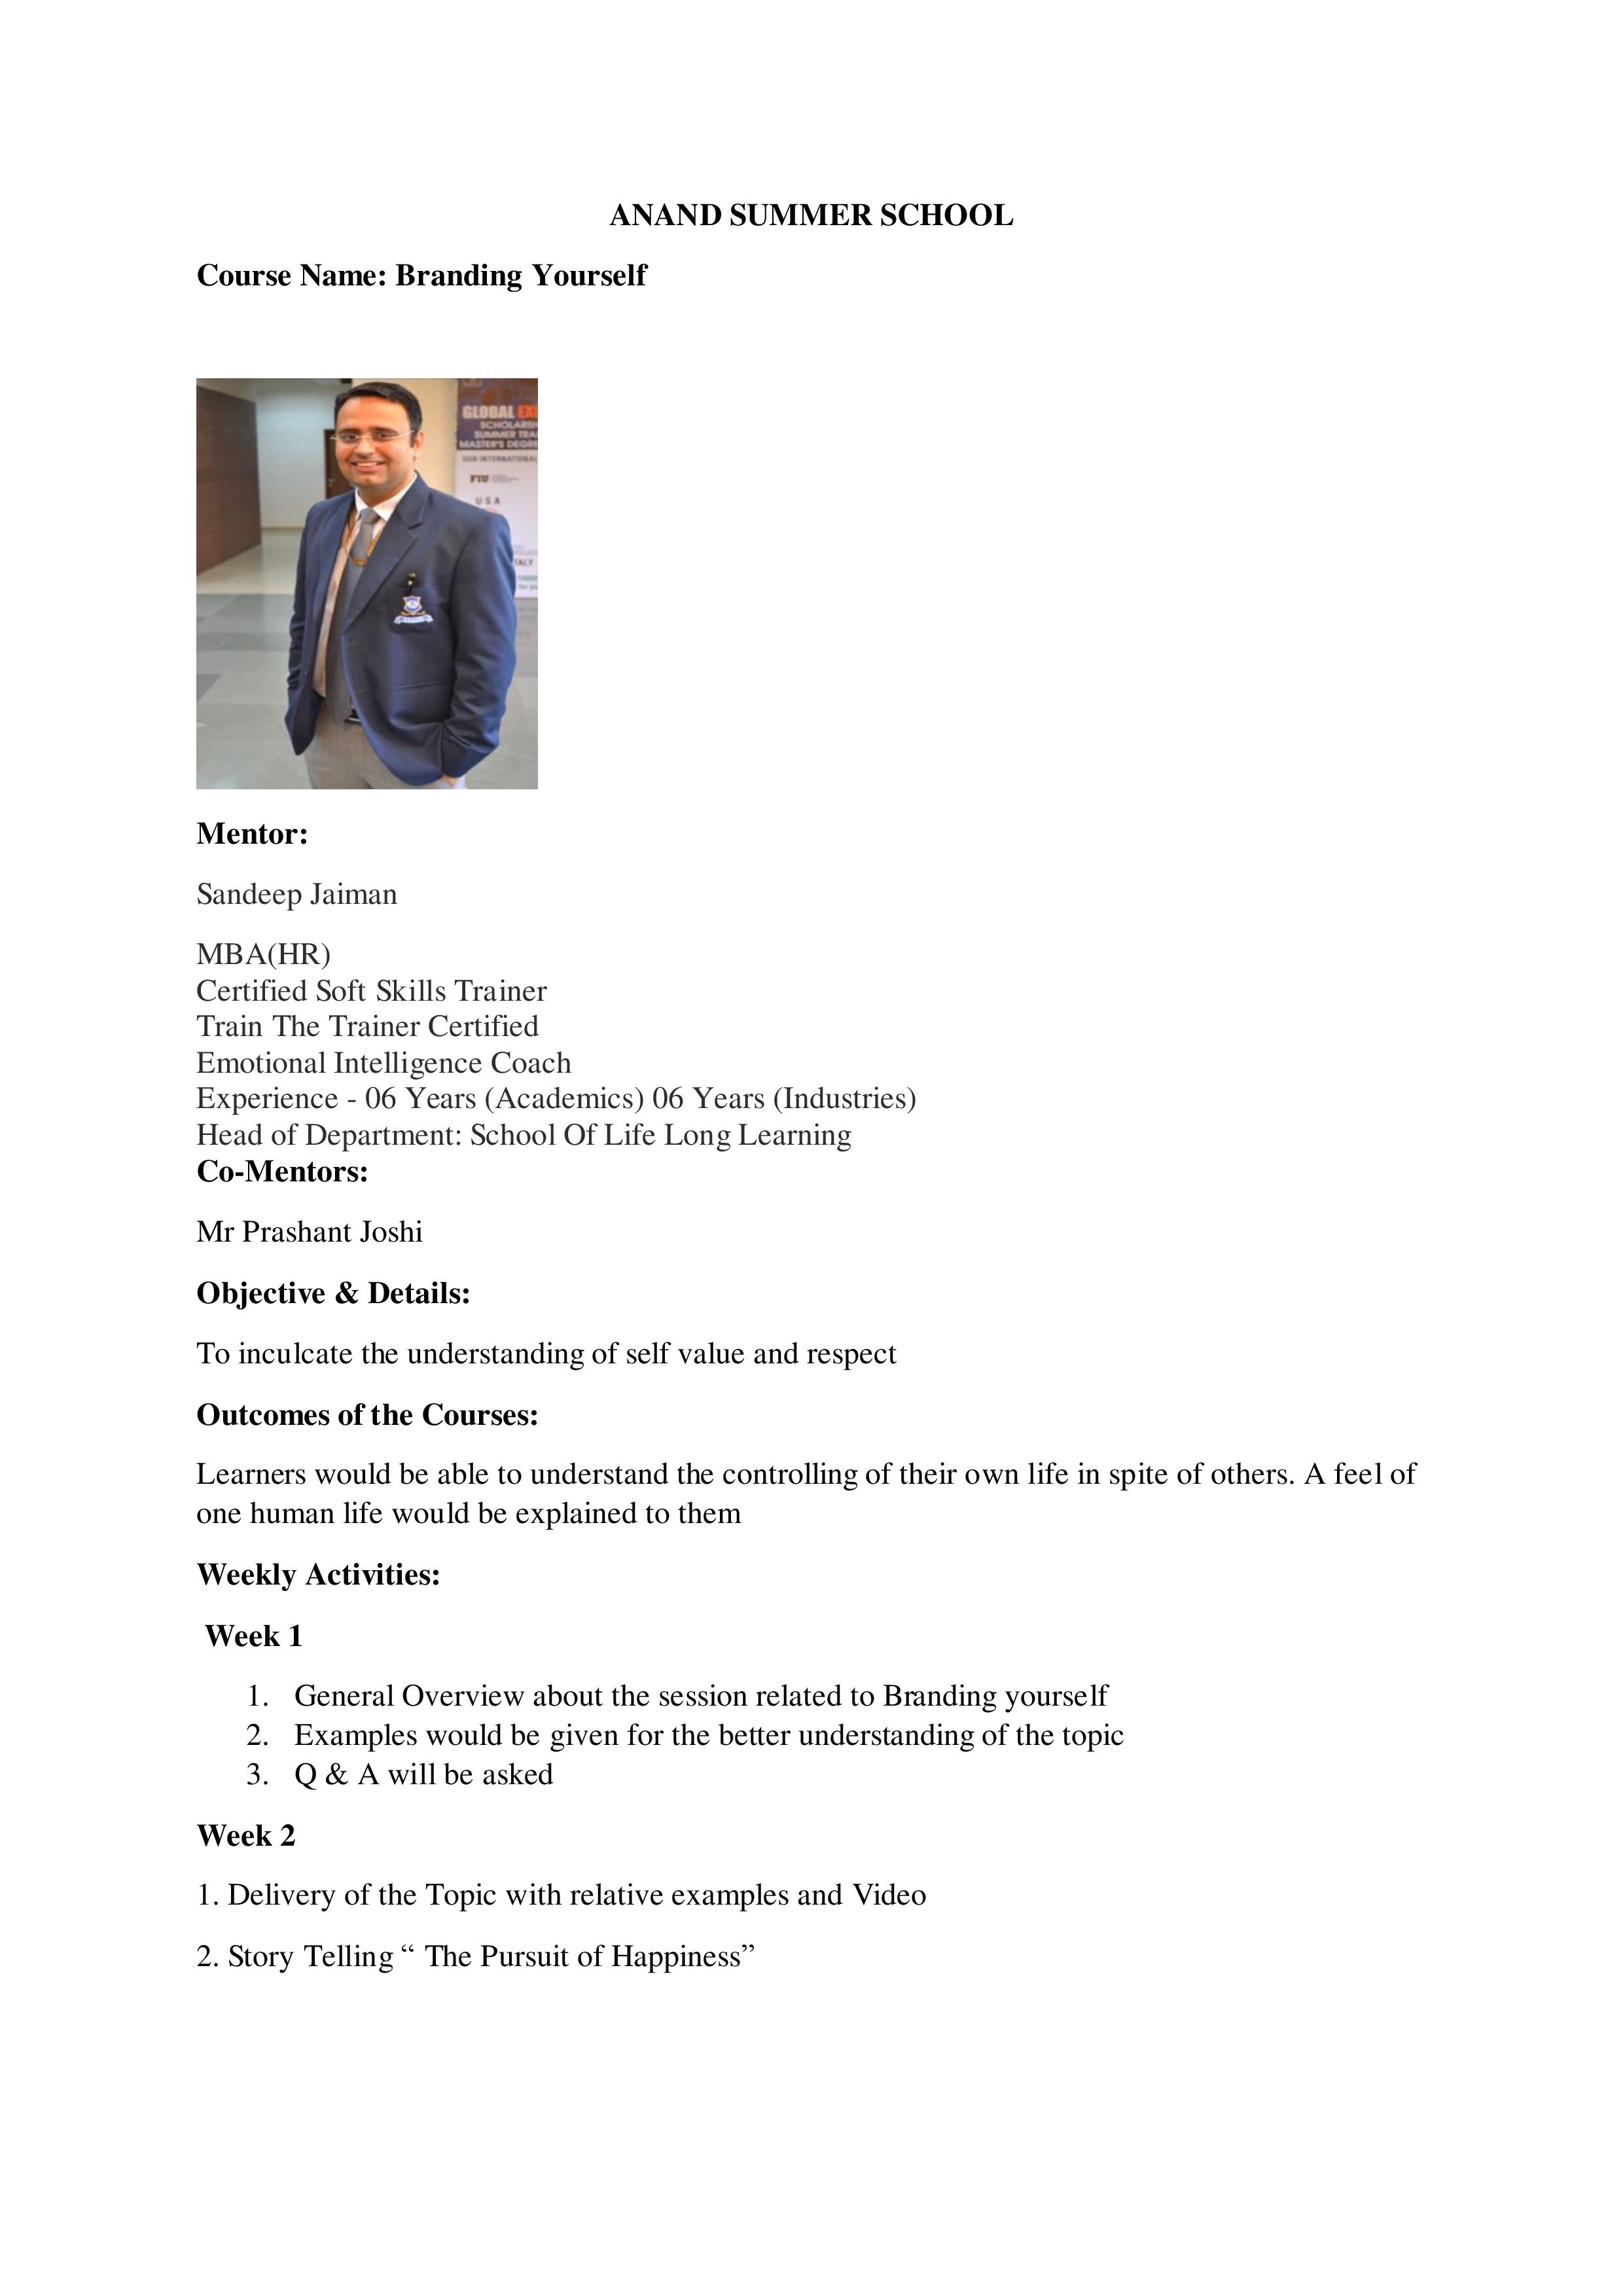 ANAND SUMMER SCHOOL
Course Name: Branding Yourself
GLOBAL
SCHOLARSH
SUMMER TRA
MASTER'S DEGRE
OUR INTERNATIONAL
FIU
USA
TALY
Mentor:
Sandeep Jaiman
MBA(HR)
Certified Soft Skills Trainer
Train The Trainer Certified
Emotional Intelligence Coach
Experience - 06 Years (Academics) 06 Years (Industries)
Head of Department: School Of Life Long Learning
Co-Mentors:
Mr Prashant Joshi
Objective & Details:
To inculcate the understanding of self value and respect
Outcomes of the Courses:
Learners would be able to understand the controlling of their own life in spite of others. A feel of
one human life would be explained to them
Weekly Activities:
Week 1
1. General Overview about the session related to Branding yourself
2. Examples would be given for the better understanding of the topic
3. Q & A will be asked
Week 2
1. Delivery of the Topic with relative examples and Video
2. Story Telling “ The Pursuit of Happiness”